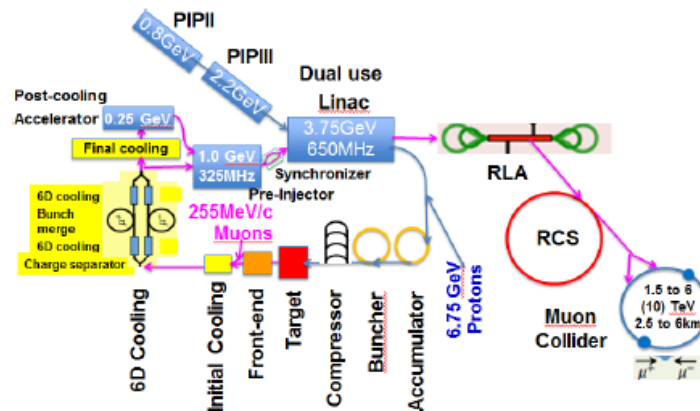 PIPII
0.8GeV
PIPIII
2.2GeV
Dual use
Linac
3.75GeV
650MHz
Post-cooling
Accelerator
0.25 GeV
Final cooling
1.0 GeV
325MHz
Synchronizer
Pre-Injector
RLA
6D cooling
Bunch
merge
6D cooling
Charge separator
μ⁺
μ⁻
255MeV/c
Muons
6D Cooling
Initial Cooling
Front-end
Target
Compressor
Buncher
Accumulator
6.75 GeV
Protons
RCS
Muon
Collider
1.5 to 6
(10) TeV
2.5 to 6km
μ⁺
μ⁻